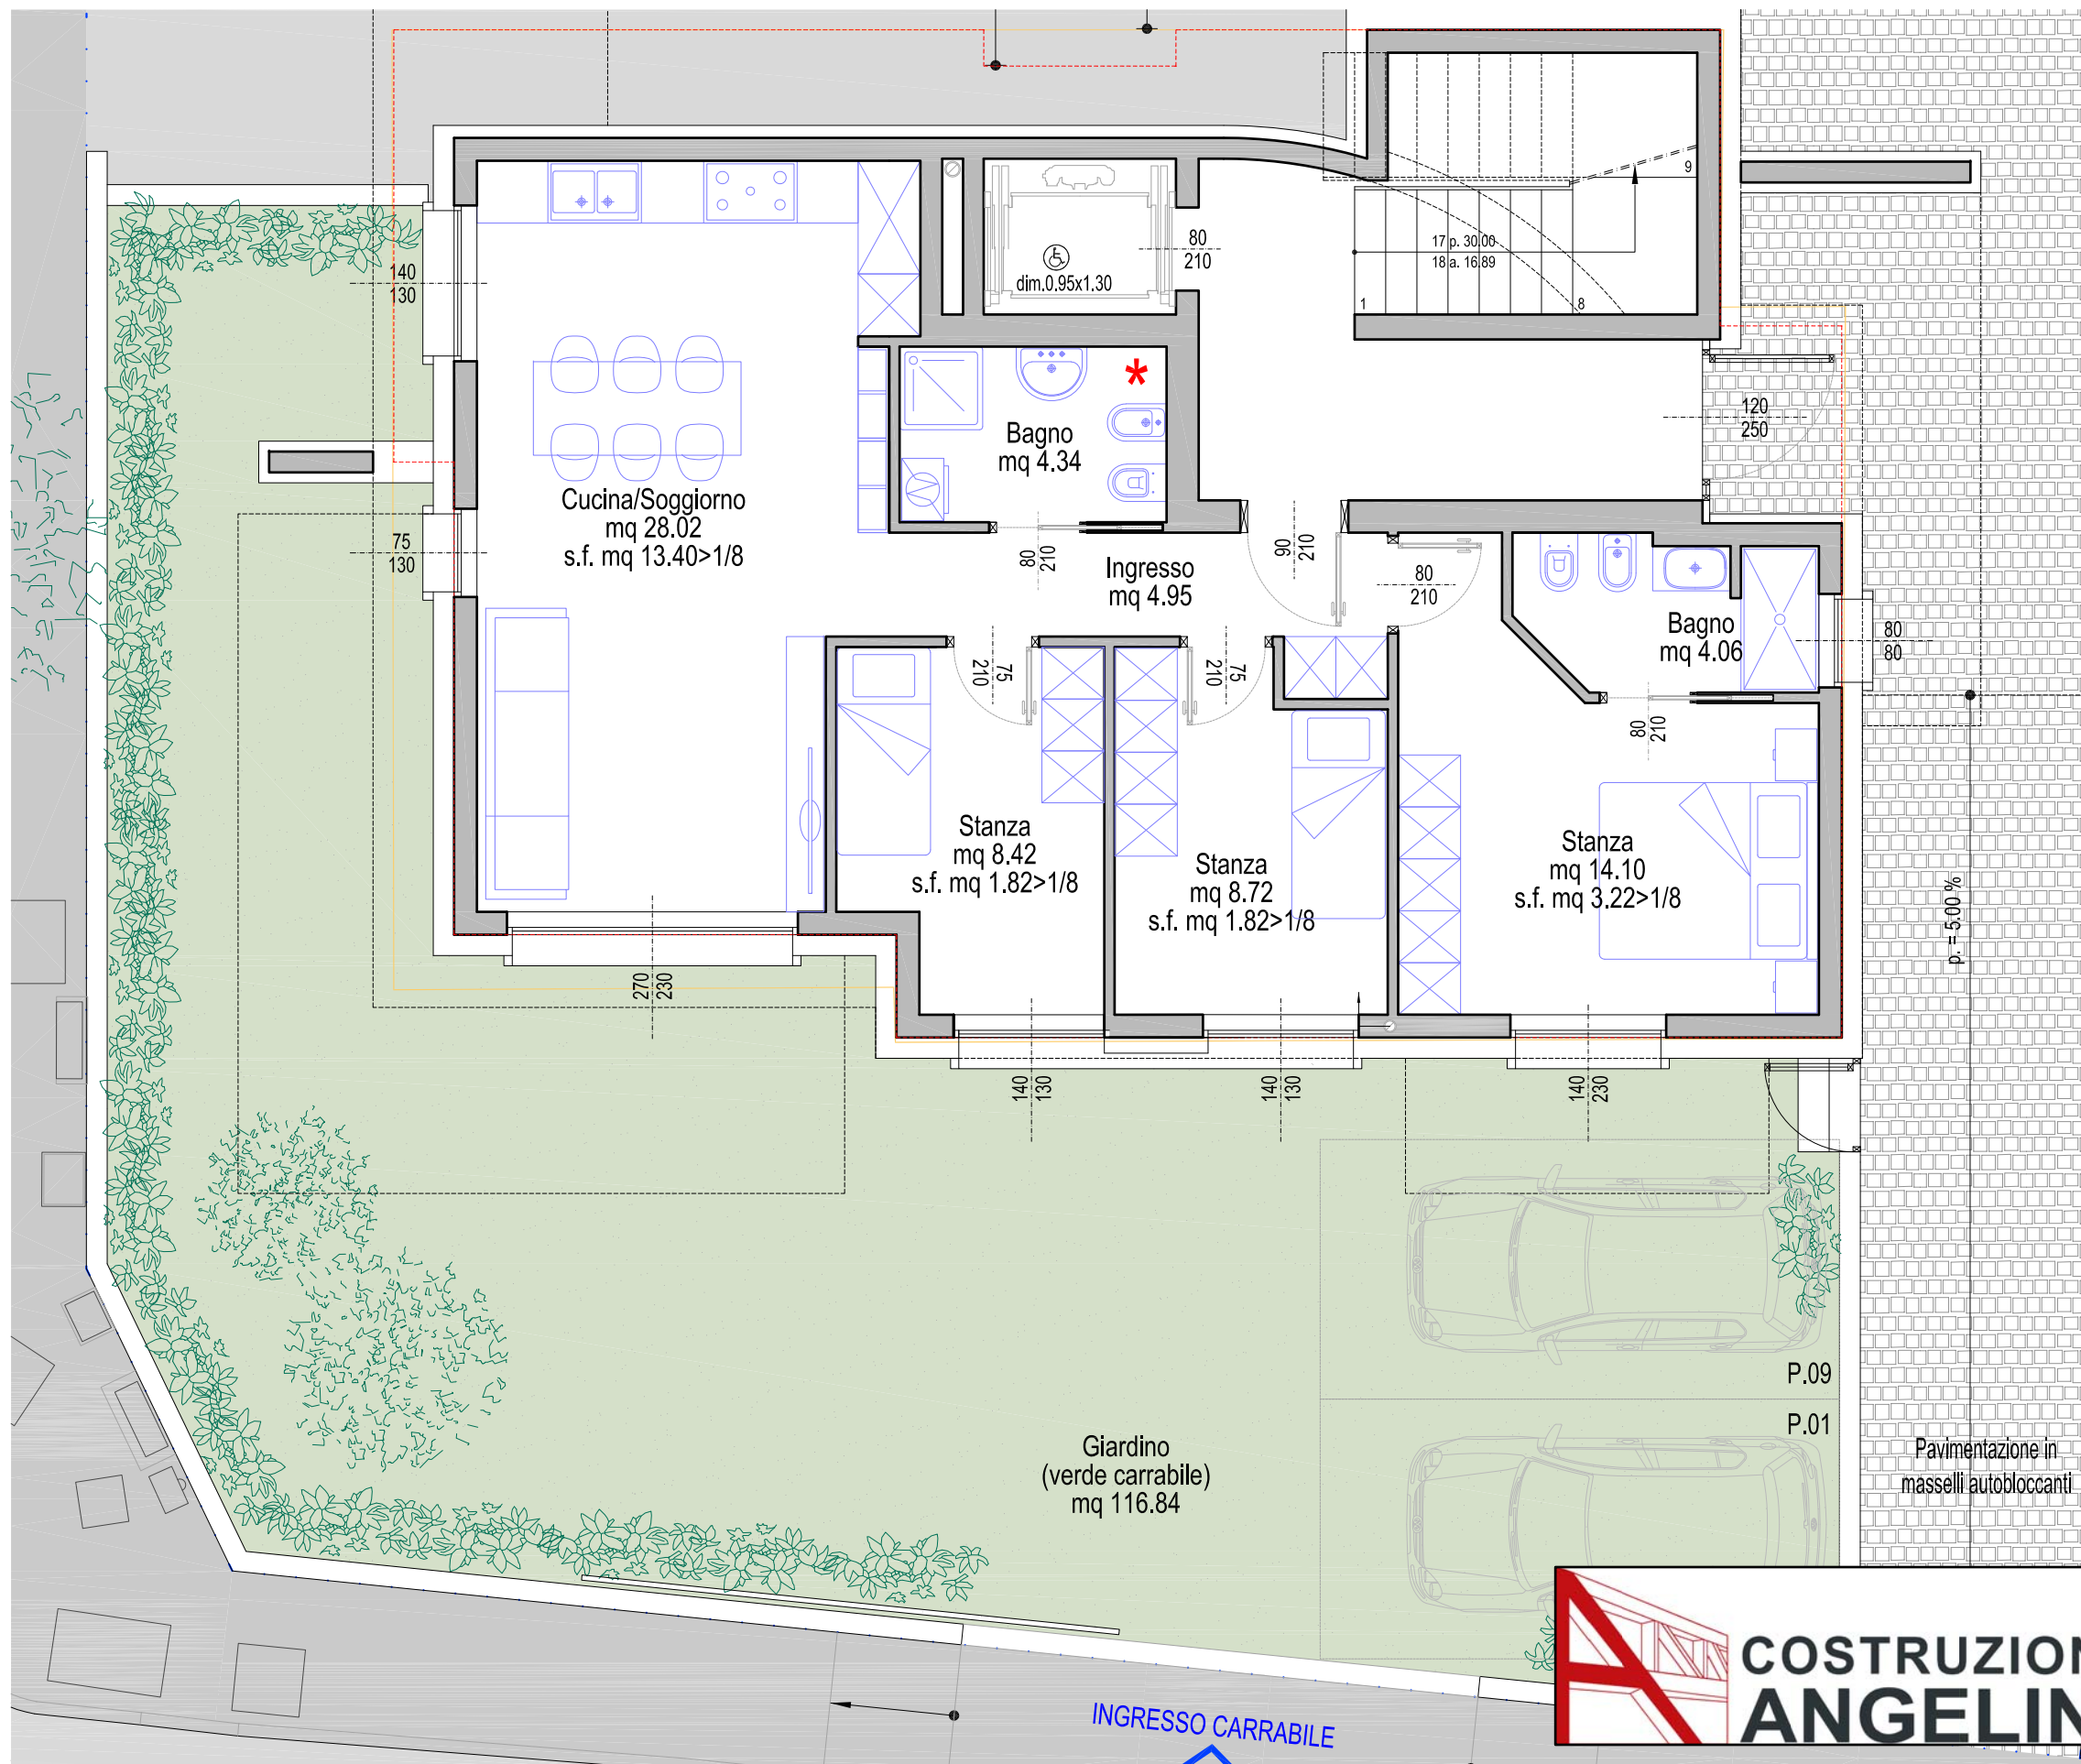 9
17 p. 30.00
18 a. 16.89
1
8
80
210
dim.0.95x1.30
140
130
*
Bagno
mq 4.34
120
250
Cucina/Soggiorno
mq 28.02
s.f. mq 13.40>1/8
75
130
80
210
Ingresso
mq 4.95
90
210
80
210
Bagno
mq 4.06
80
80
75
210
75
210
80
210
Stanza
mq 8.42
s.f. mq 1.82>1/8
Stanza
mq 8.72
s.f. mq 1.82>1/8
Stanza
mq 14.10
s.f. mq 3.22>1/8
p. = 5.00 %
270
230
140
130
140
130
140
230
P.09
P.01
Giardino
(verde carrabile)
mq 116.84
Pavimentazione in
masselli autobloccanti
INGRESSO CARRABILE
COSTRUZION
ANGELIN